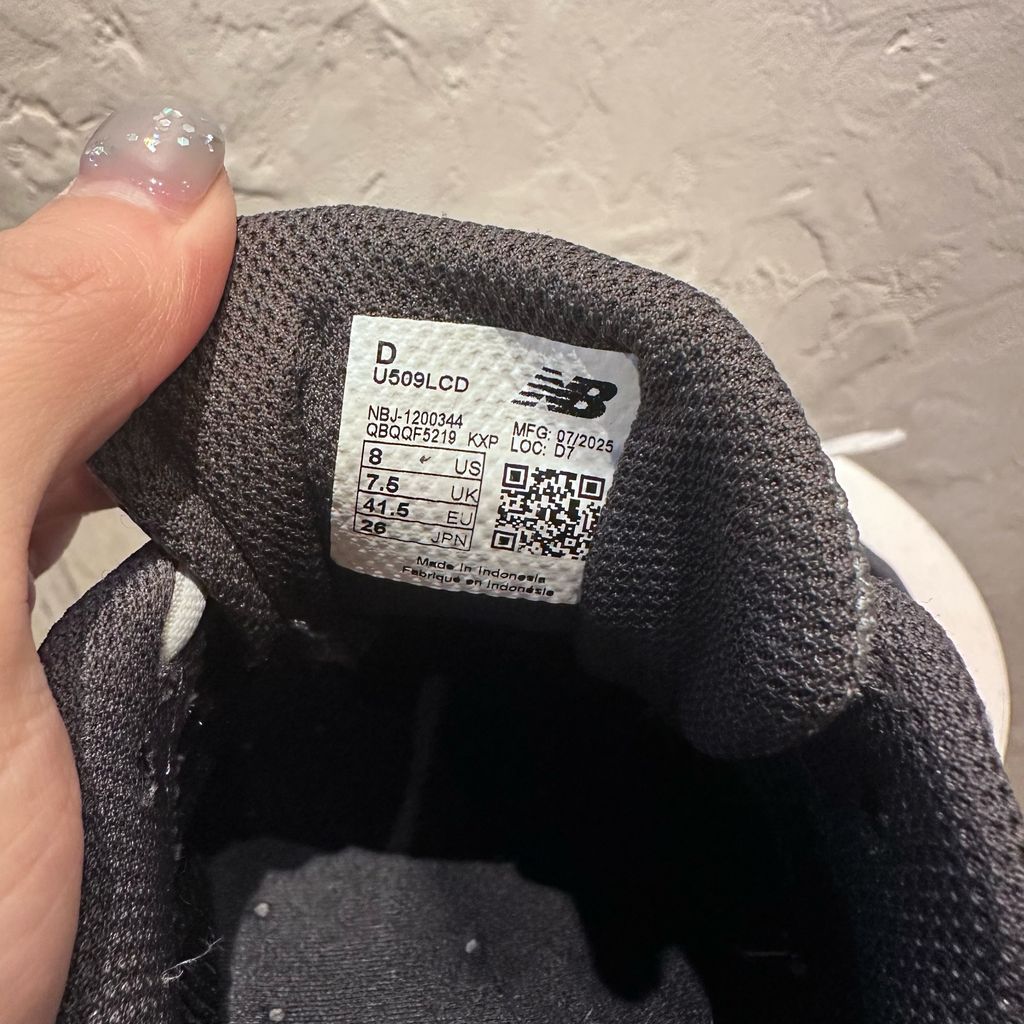 D
U509LCD
NB
NBJ-1200344
QBQQF5219 KXP
MFG: 07/2025
LOC: D7
8 US
7.5 UK
41.5 EU
26 JPN
Made in Indonesia
Fabriqué en Indonésie